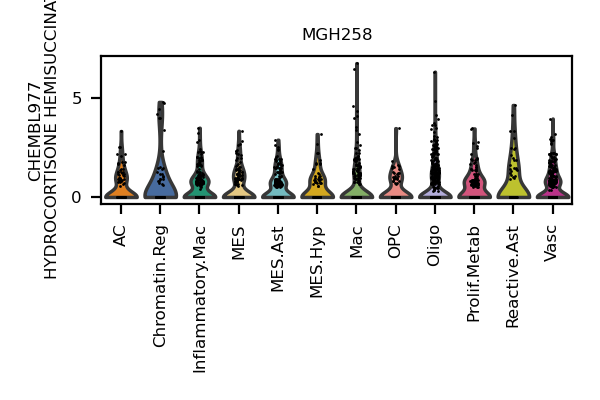 MGH258
CHEMBL977
HYDROCORTISONE
5
0
AC
Chromatin.Reg
Inflammatory.Mac
MES
MES.Ast
MES.Hyp
Mac
OPC
Oligo
Prolif.Metab
Reactive.Ast
Vasc